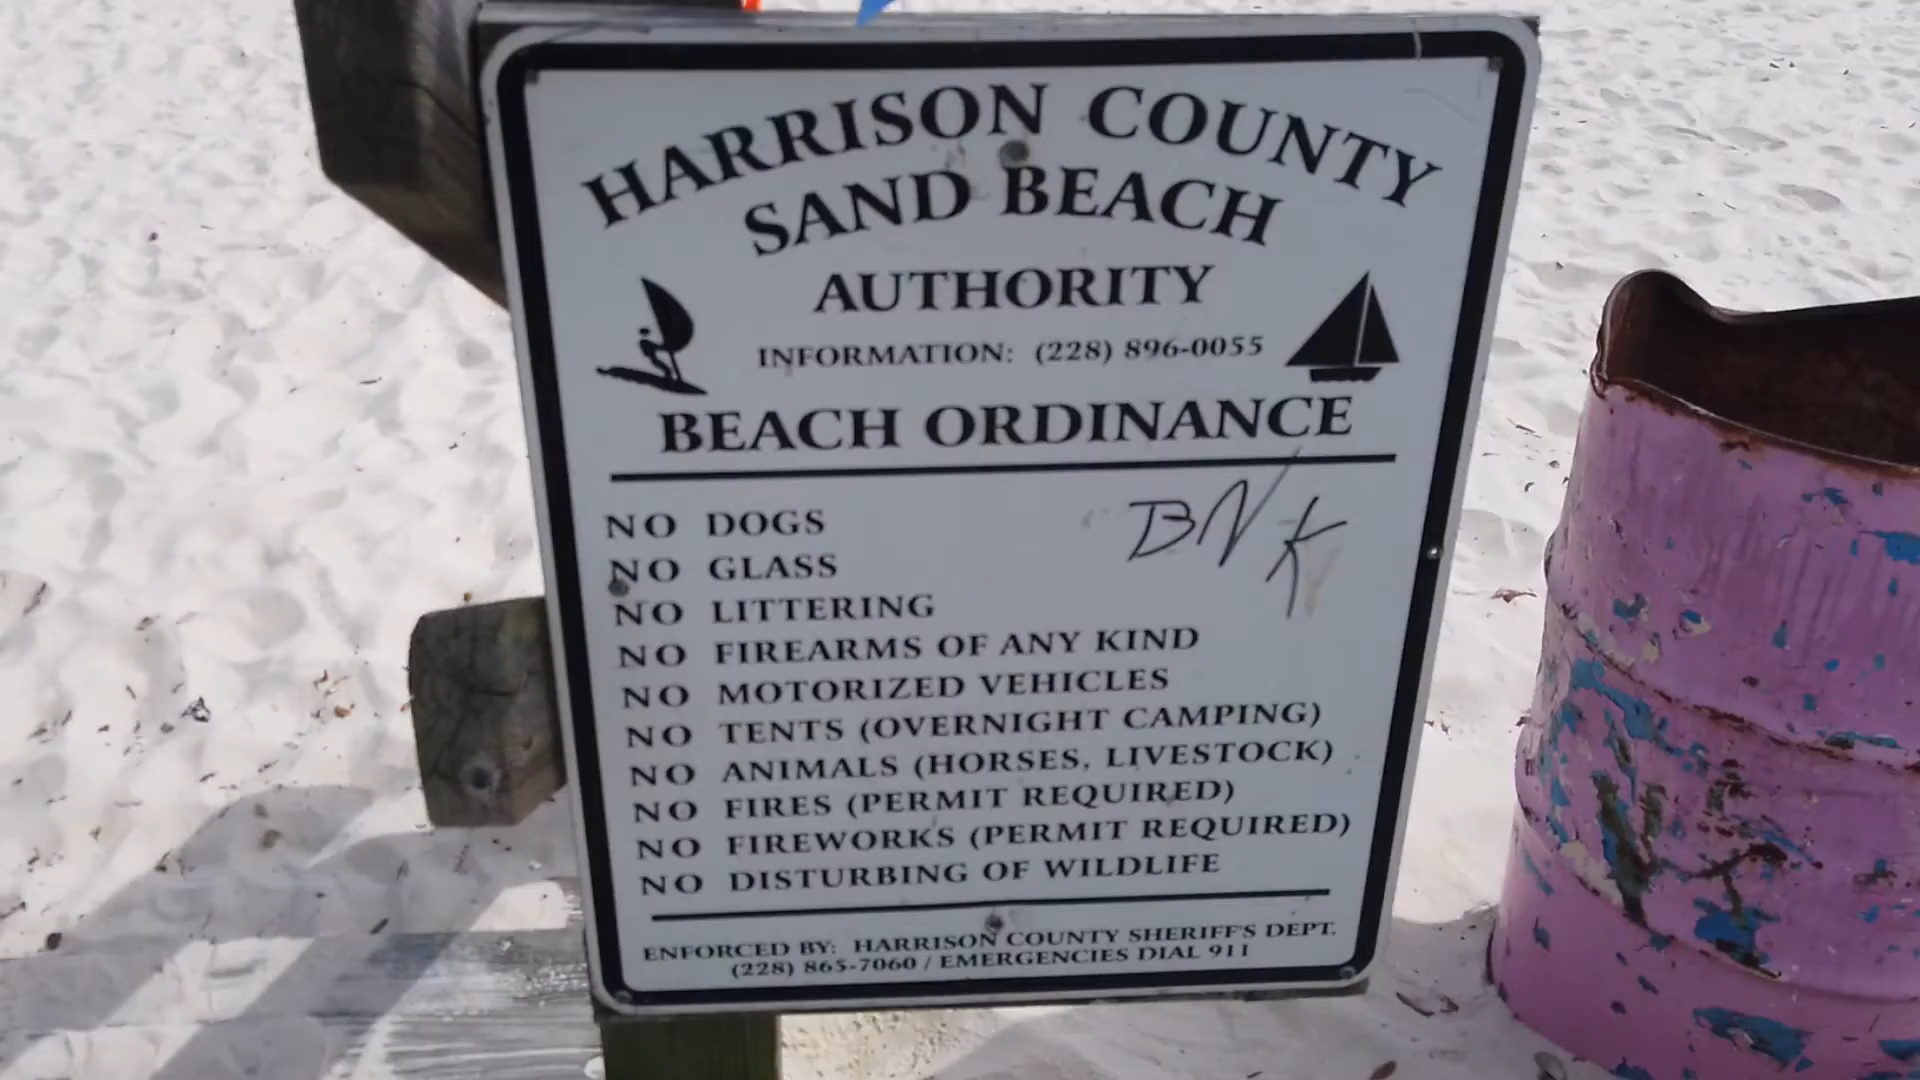 HARRISON COUNTY
SAND BEACH
AUTHORITY
INFORMATION: (228) 896-0055
BEACH ORDINANCE
BNK
NO DOGS
NO GLASS
NO LITTERING
NO FIREARMS OF ANY KIND
NO MOTORIZED VEHICLES
NO TENTS (OVERNIGHT CAMPING)
NO ANIMALS (HORSES, LIVESTOCK)
NO FIRES (PERMIT REQUIRED)
NO FIREWORKS (PERMIT REQUIRED)
NO DISTURBING OF WILDLIFE
ENFORCED BY: HARRISON COUNTY SHERIFF'S DEPT.
(228) 865-7060 / EMERGENCIES DIAL 911